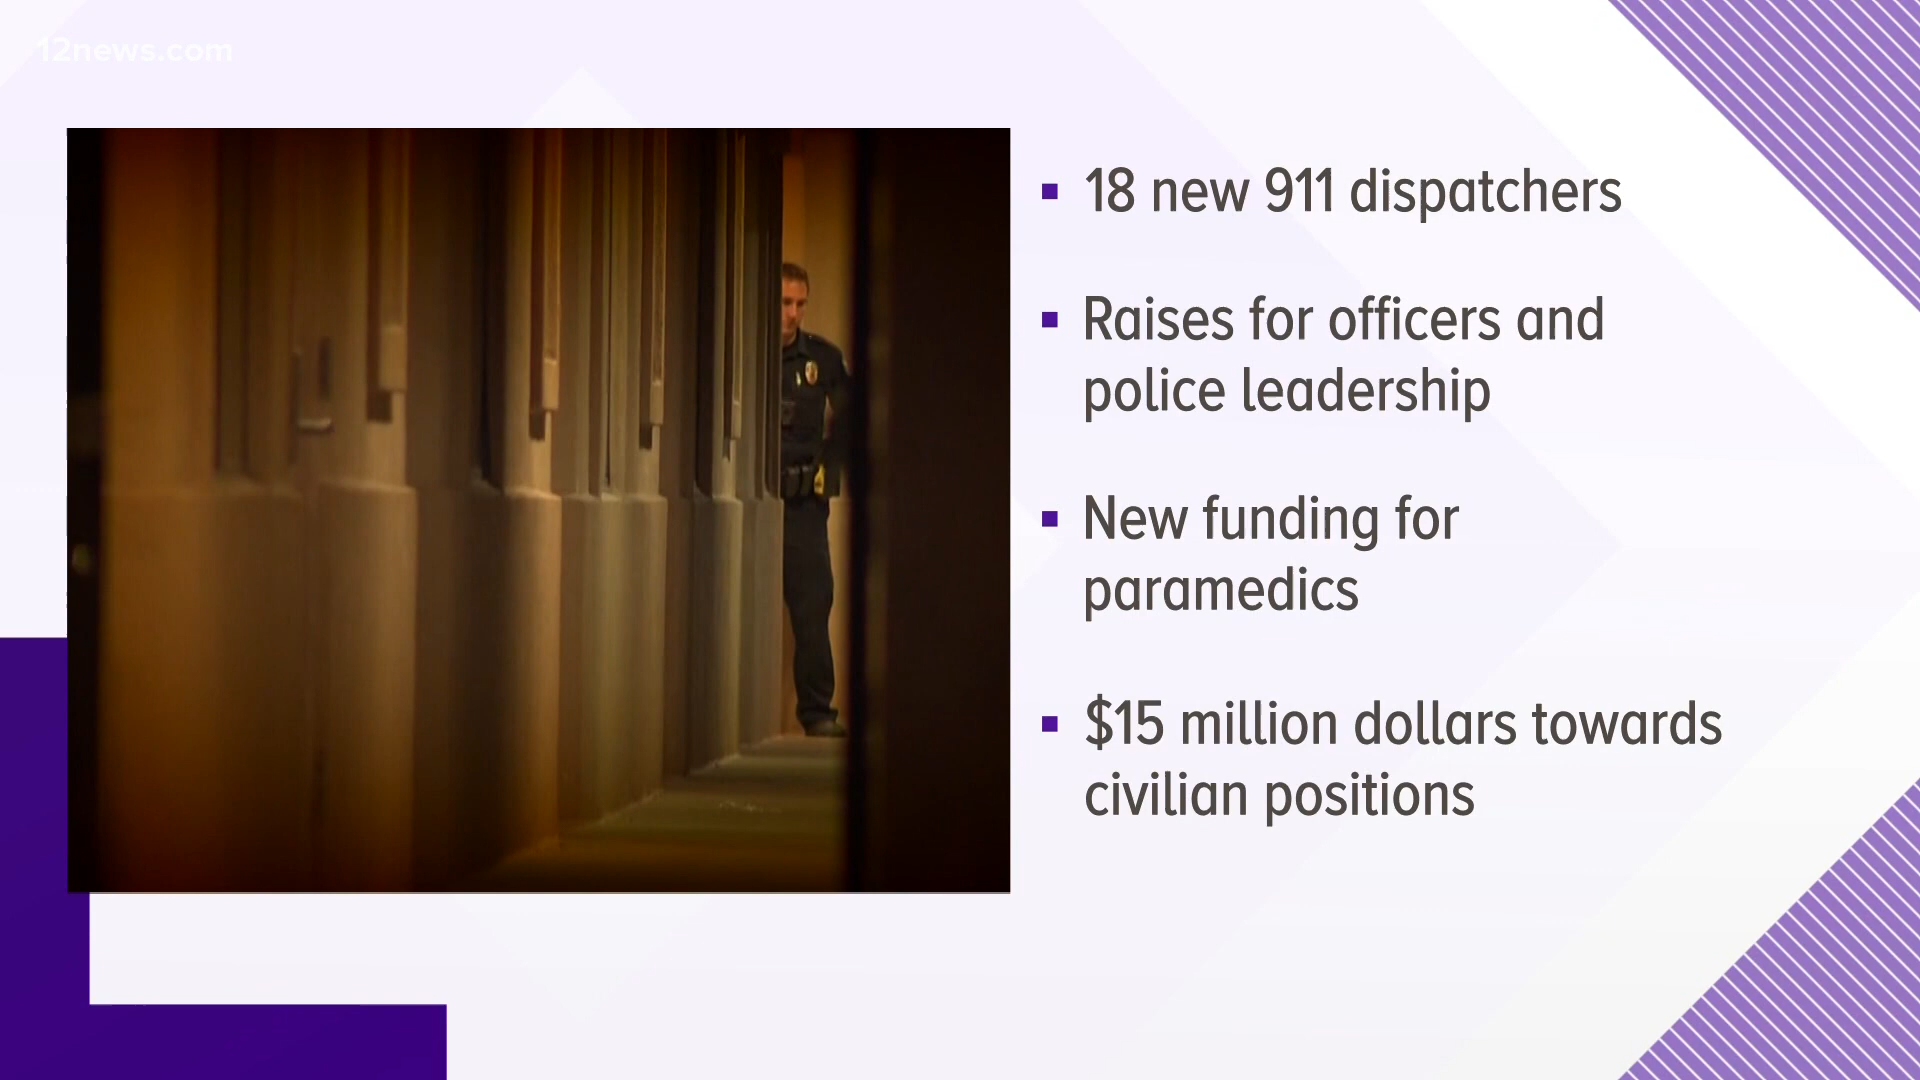 12news.com
18 new 911 dispatchers
Raises for officers and
police leadership
New funding for
paramedics
$15 million dollars towards
civilian positions